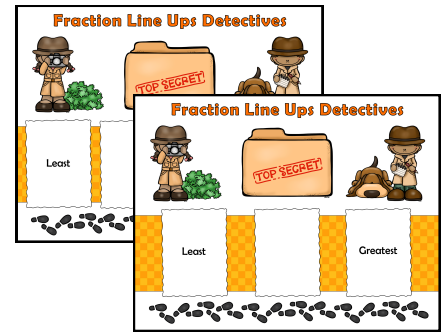 Fraction Line Ups Detectives
TOP SECRET
Least
Fraction Line Ups Detectives
TOP SECRET
Least
Greatest